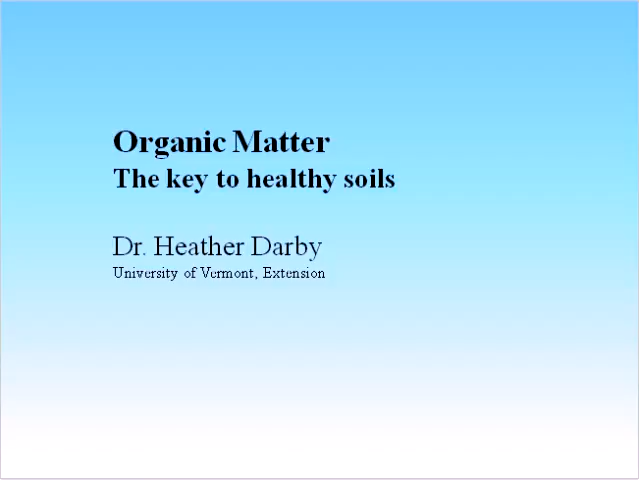 Organic Matter
The key to healthy soils
Dr. Heather Darby
University of Vermont, Extension